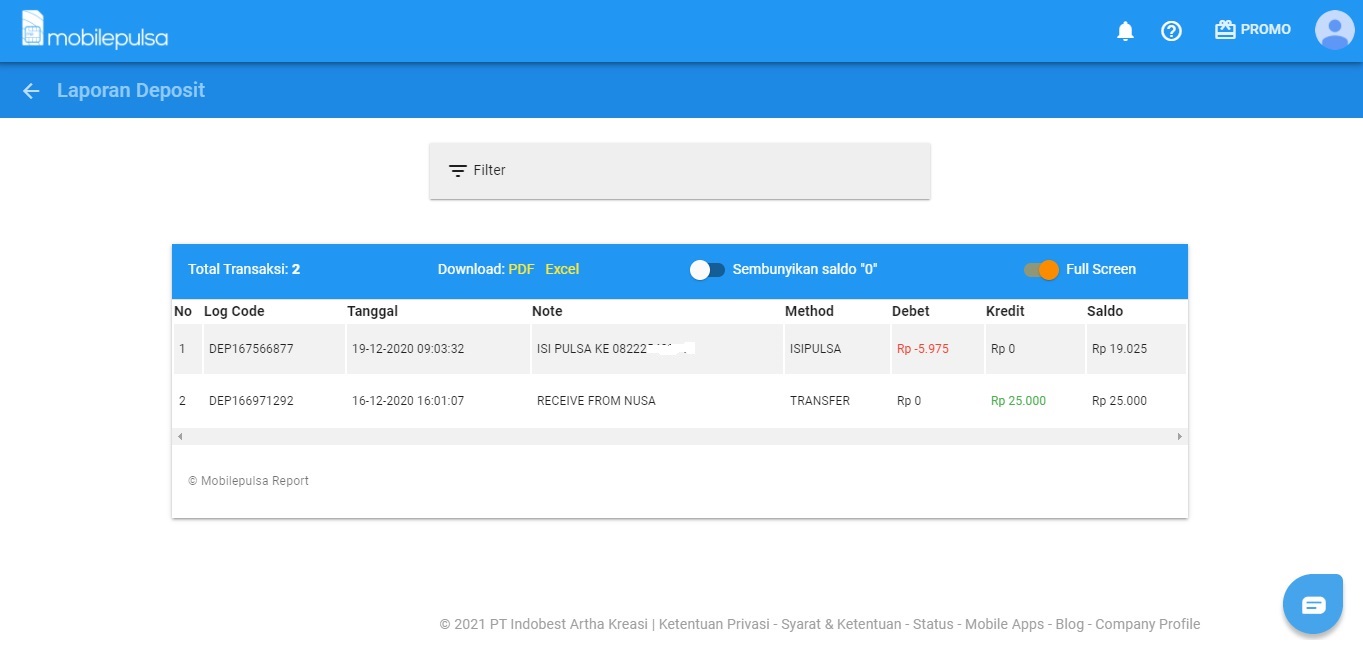 mobilepulsa
PROMO
Laporan Deposit
Filter
Total Transaksi: 2 Download: PDF Excel Sembunyikan saldo "0" Full Screen
No Log Code Tanggal Note Method Debet Kredit Saldo
1 DEP167566877 19-12-2020 09:03:32 ISI PULSA KE ISIPULSA Rp -5.975 Rp 0 Rp 19.025
2 DEP166971292 16-12-2020 16:01:07 RECEIVE FROM NUSA TRANSFER Rp 0 Rp 25.000 Rp 25.000
© Mobilepulsa Report
© 2021 PT Indobest Artha Kreasi | Ketentuan Privasi - Syarat & Ketentuan - Status - Mobile Apps - Blog - Company Profile